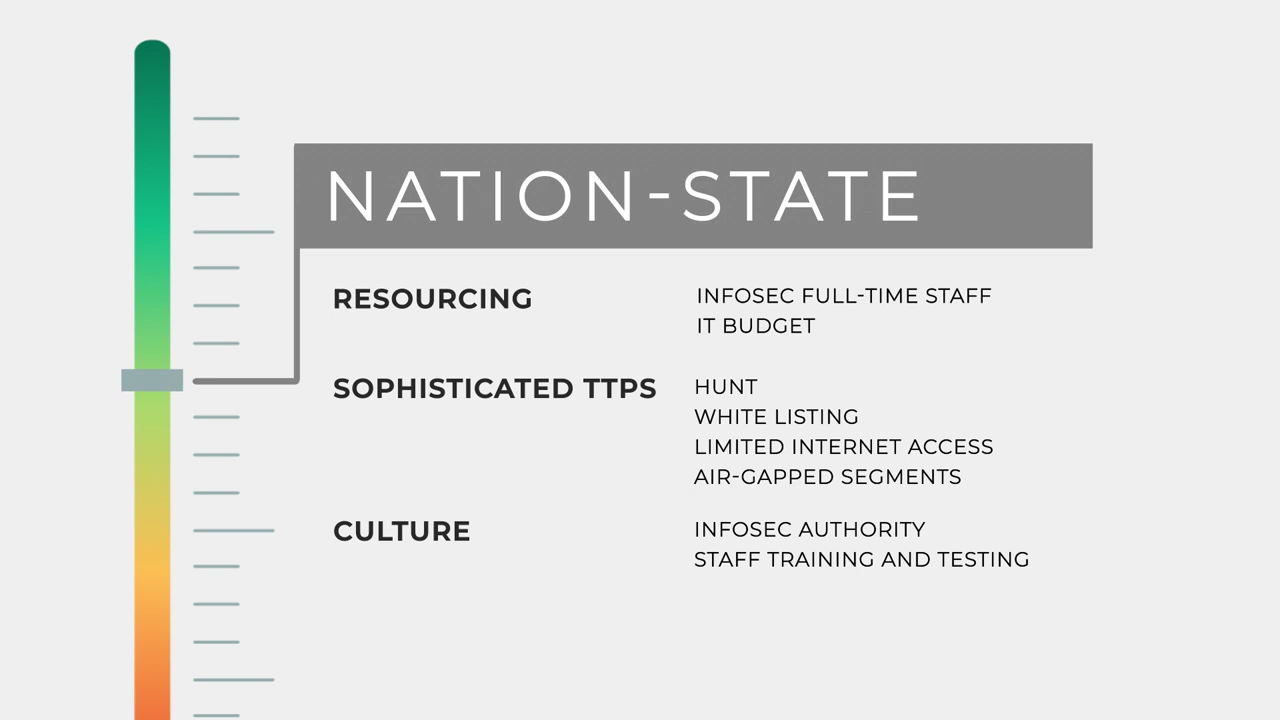 NATION-STATE
RESOURCING
INFOSEC FULL-TIME STAFF
IT BUDGET
SOPHISTICATED TTPS
HUNT
WHITE LISTING
LIMITED INTERNET ACCESS
AIR-GAPPED SEGMENTS
CULTURE
INFOSEC AUTHORITY
STAFF TRAINING AND TESTING